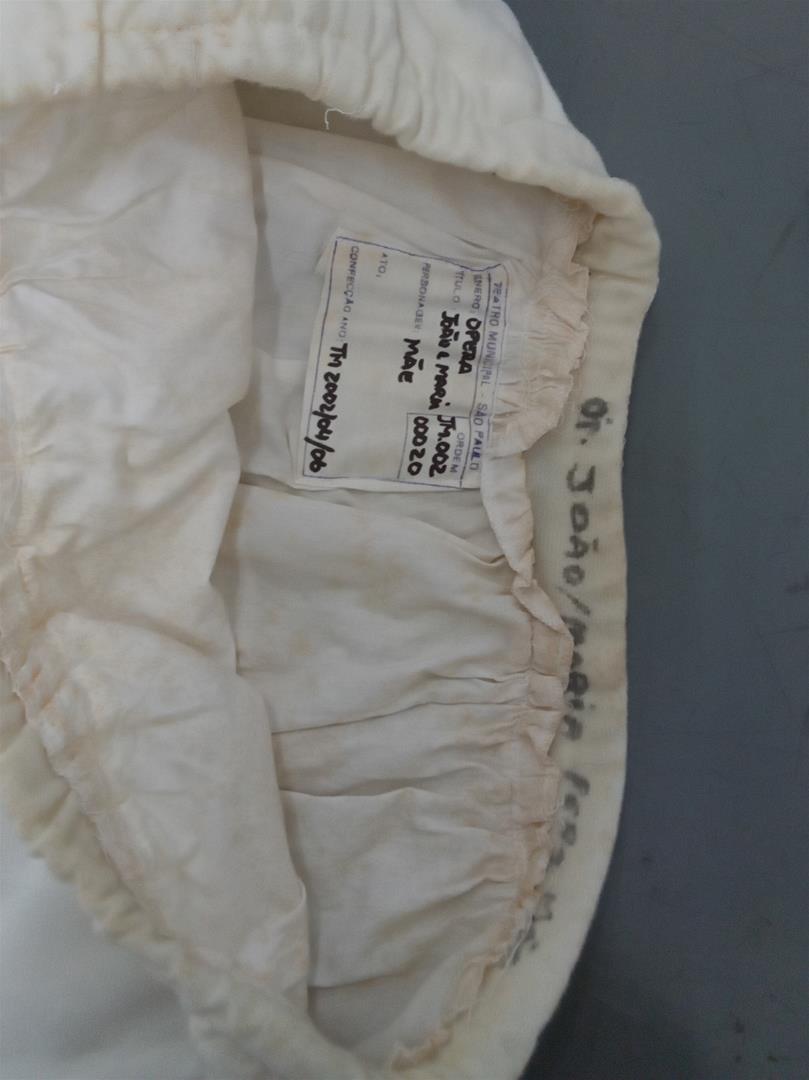 TEATRO MUNICIPAL - SÃO PAULO
GÊNERO: OPERA
ORDEM
TÍTULO JOÃO e MARIA
JM.002
00020
PERSONAGEM: MÃE
ATO:
CONFECÇÃO ANO: TM 2002/04/06
Óp. JOÃO/MARIA